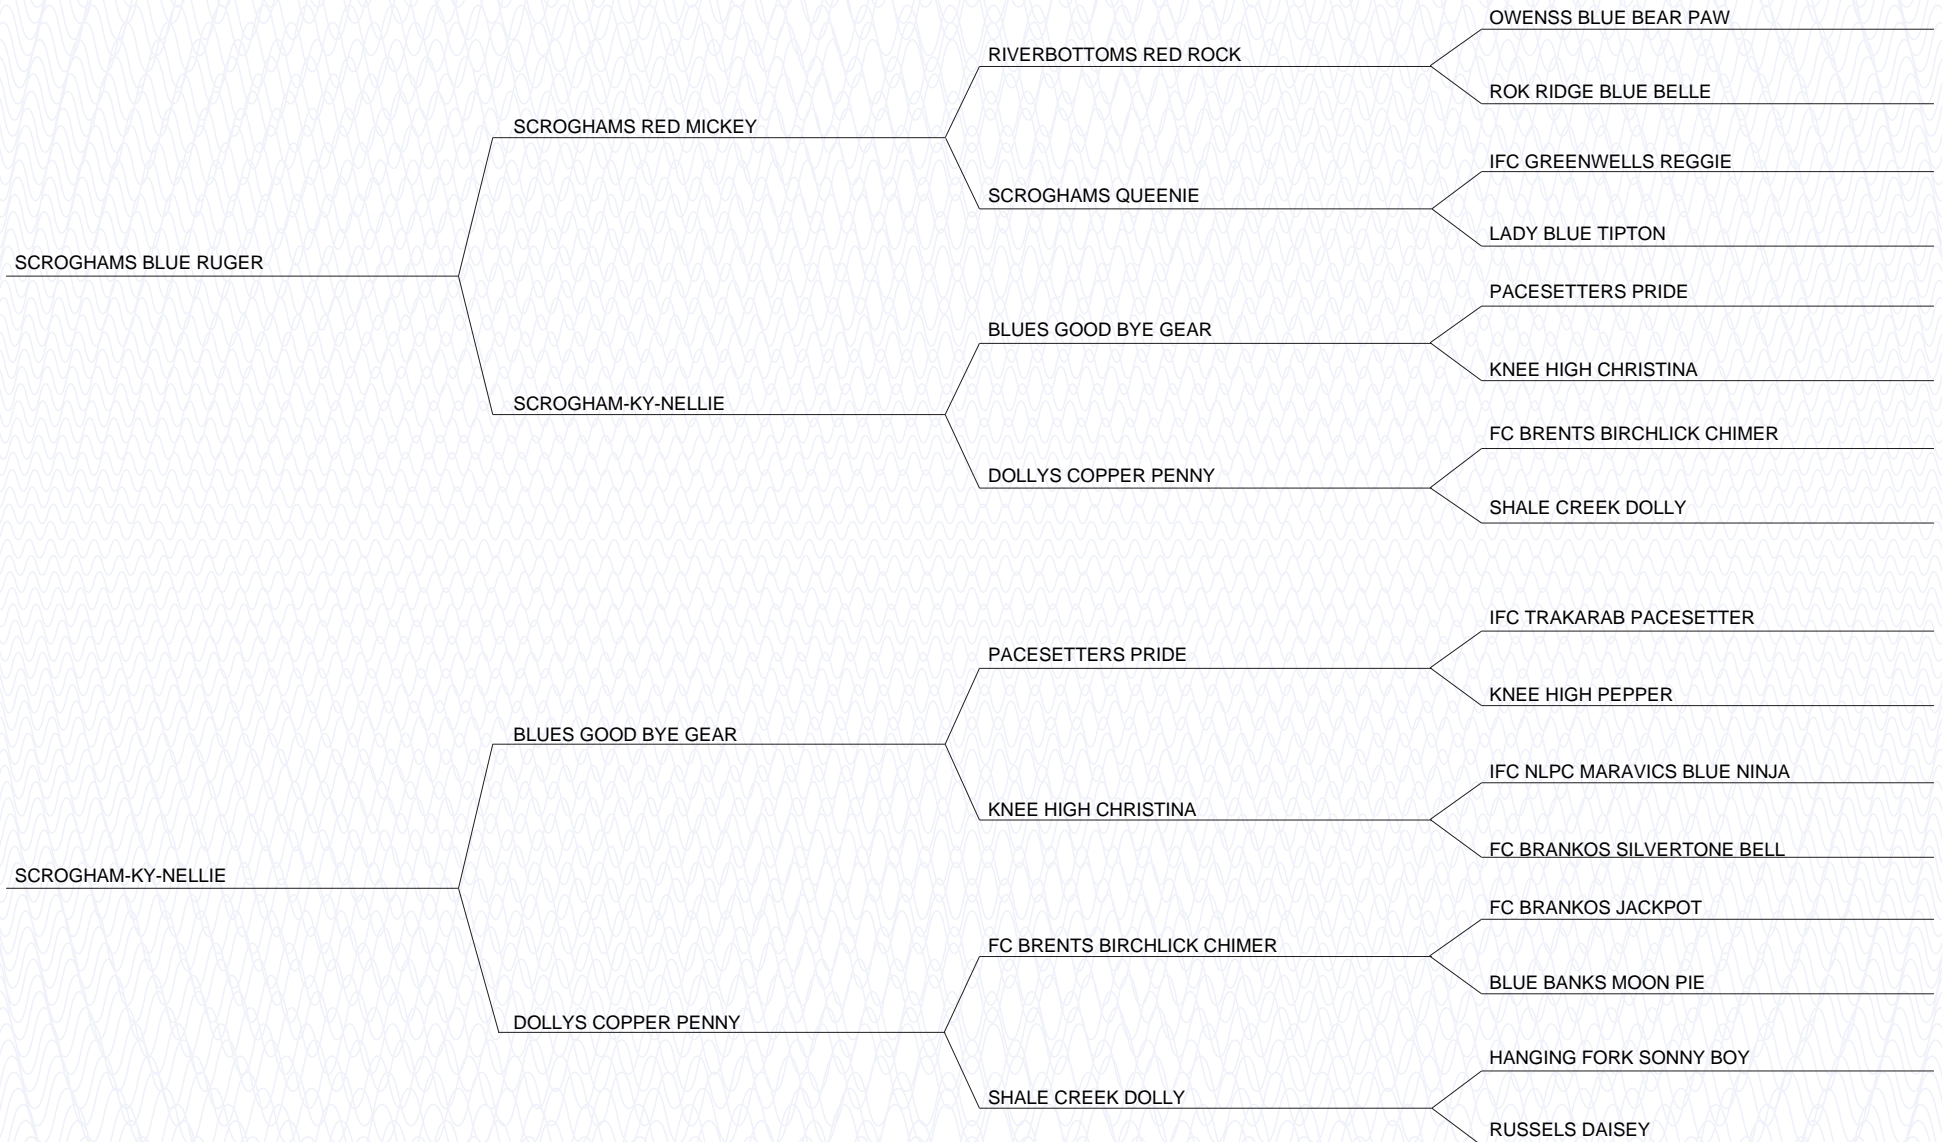 OWENSS BLUE BEAR PAW
RIVERBOTTOMS RED ROCK
ROK RIDGE BLUE BELLE
SCROGHAMS RED MICKEY
IFC GREENWELLS REGGIE
SCROGHAMS QUEENIE
LADY BLUE TIPTON
SCROGHAMS BLUE RUGER
PACESETTERS PRIDE
BLUES GOOD BYE GEAR
KNEE HIGH CHRISTINA
SCROGHAM-KY-NELLIE
FC BRENTS BIRCHLICK CHIMER
DOLLYS COPPER PENNY
SHALE CREEK DOLLY
IFC TRAKARAB PACESETTER
PACESETTERS PRIDE
KNEE HIGH PEPPER
BLUES GOOD BYE GEAR
IFC NLPC MARAVICS BLUE NINJA
KNEE HIGH CHRISTINA
FC BRANKOS SILVERTONE BELL
SCROGHAM-KY-NELLIE
FC BRANKOS JACKPOT
FC BRENTS BIRCHLICK CHIMER
BLUE BANKS MOON PIE
DOLLYS COPPER PENNY
HANGING FORK SONNY BOY
SHALE CREEK DOLLY
RUSSELS DAISEY